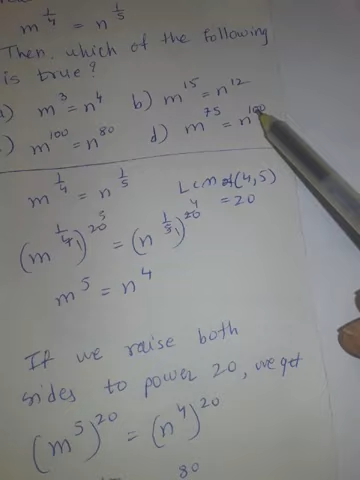 m^1/4 = n^1/5
Then, which of the following
is true?
a) m^3 = n^4 b) m^15 = n^12
c) m^100 = n^80 d) m^75 = n^100
m^1/4 = n^1/5
LCM of (4,5)
= 20
(m^1/4)^20 5 = (n^1/5)^20 4
m^5 = n^4
If we raise both
sides to power 20, we get
(m^5)^20 = (n^4)^20
80